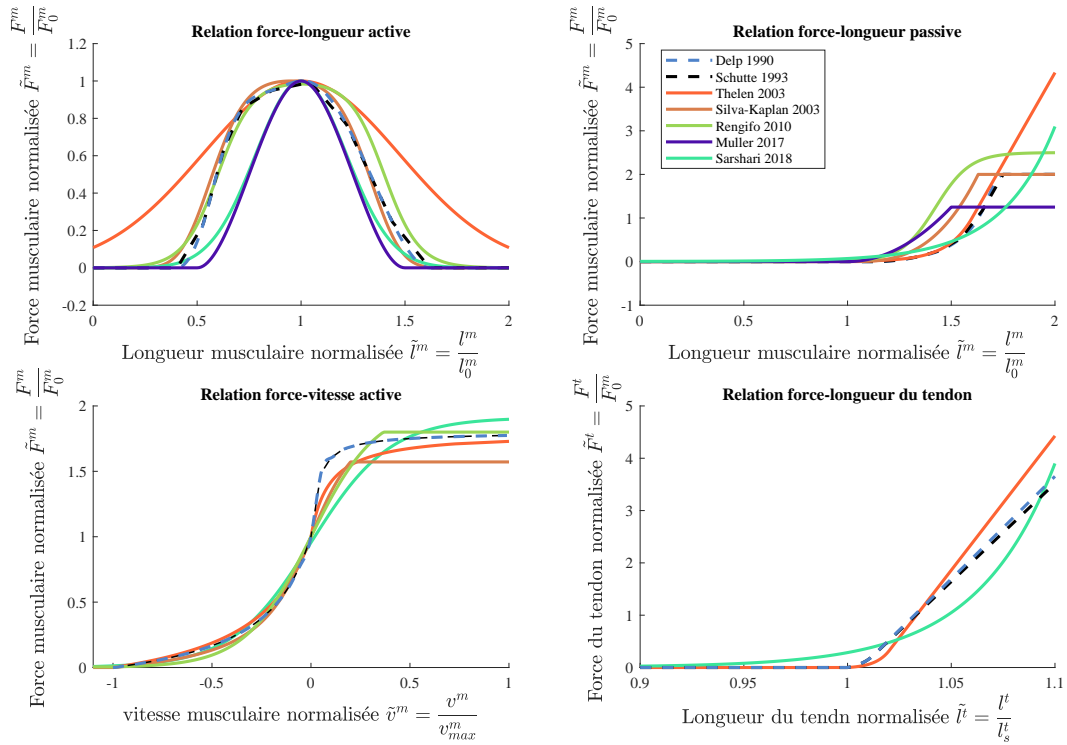 Relation force-longueur active
Force musculaire normalisée F̃^m = F^m / F_0^m
1.2
1
0.8
0.6
0.4
0.2
0
-0.2
0 0.5 1 1.5 2
Longueur musculaire normalisée l̃^m = l^m / l_0^m
Relation force-longueur passive
Force musculaire normalisée F̃^m = F^m / F_0^m
5
4
3
2
1
0
-1
Delp 1990
Schutte 1993
Thelen 2003
Silva-Kaplan 2003
Rengifo 2010
Muller 2017
Sarshari 2018
0 0.5 1 1.5 2
Longueur musculaire normalisée l̃^m = l^m / l_0^m
Relation force-vitesse active
Force musculaire normalisée F̃^m = F^m / F_0^m
2
1.5
1
0.5
0
-1 -0.5 0 0.5 1
vitesse musculaire normalisée ṽ^m = v^m / v_max^m
Relation force-longueur du tendon
Force du tendon normalisée F̃^t = F^t / F_0^m
5
4
3
2
1
0
0.9 0.95 1 1.05 1.1
Longueur du tendn normalisée l̃^t = l^t / l_s^t